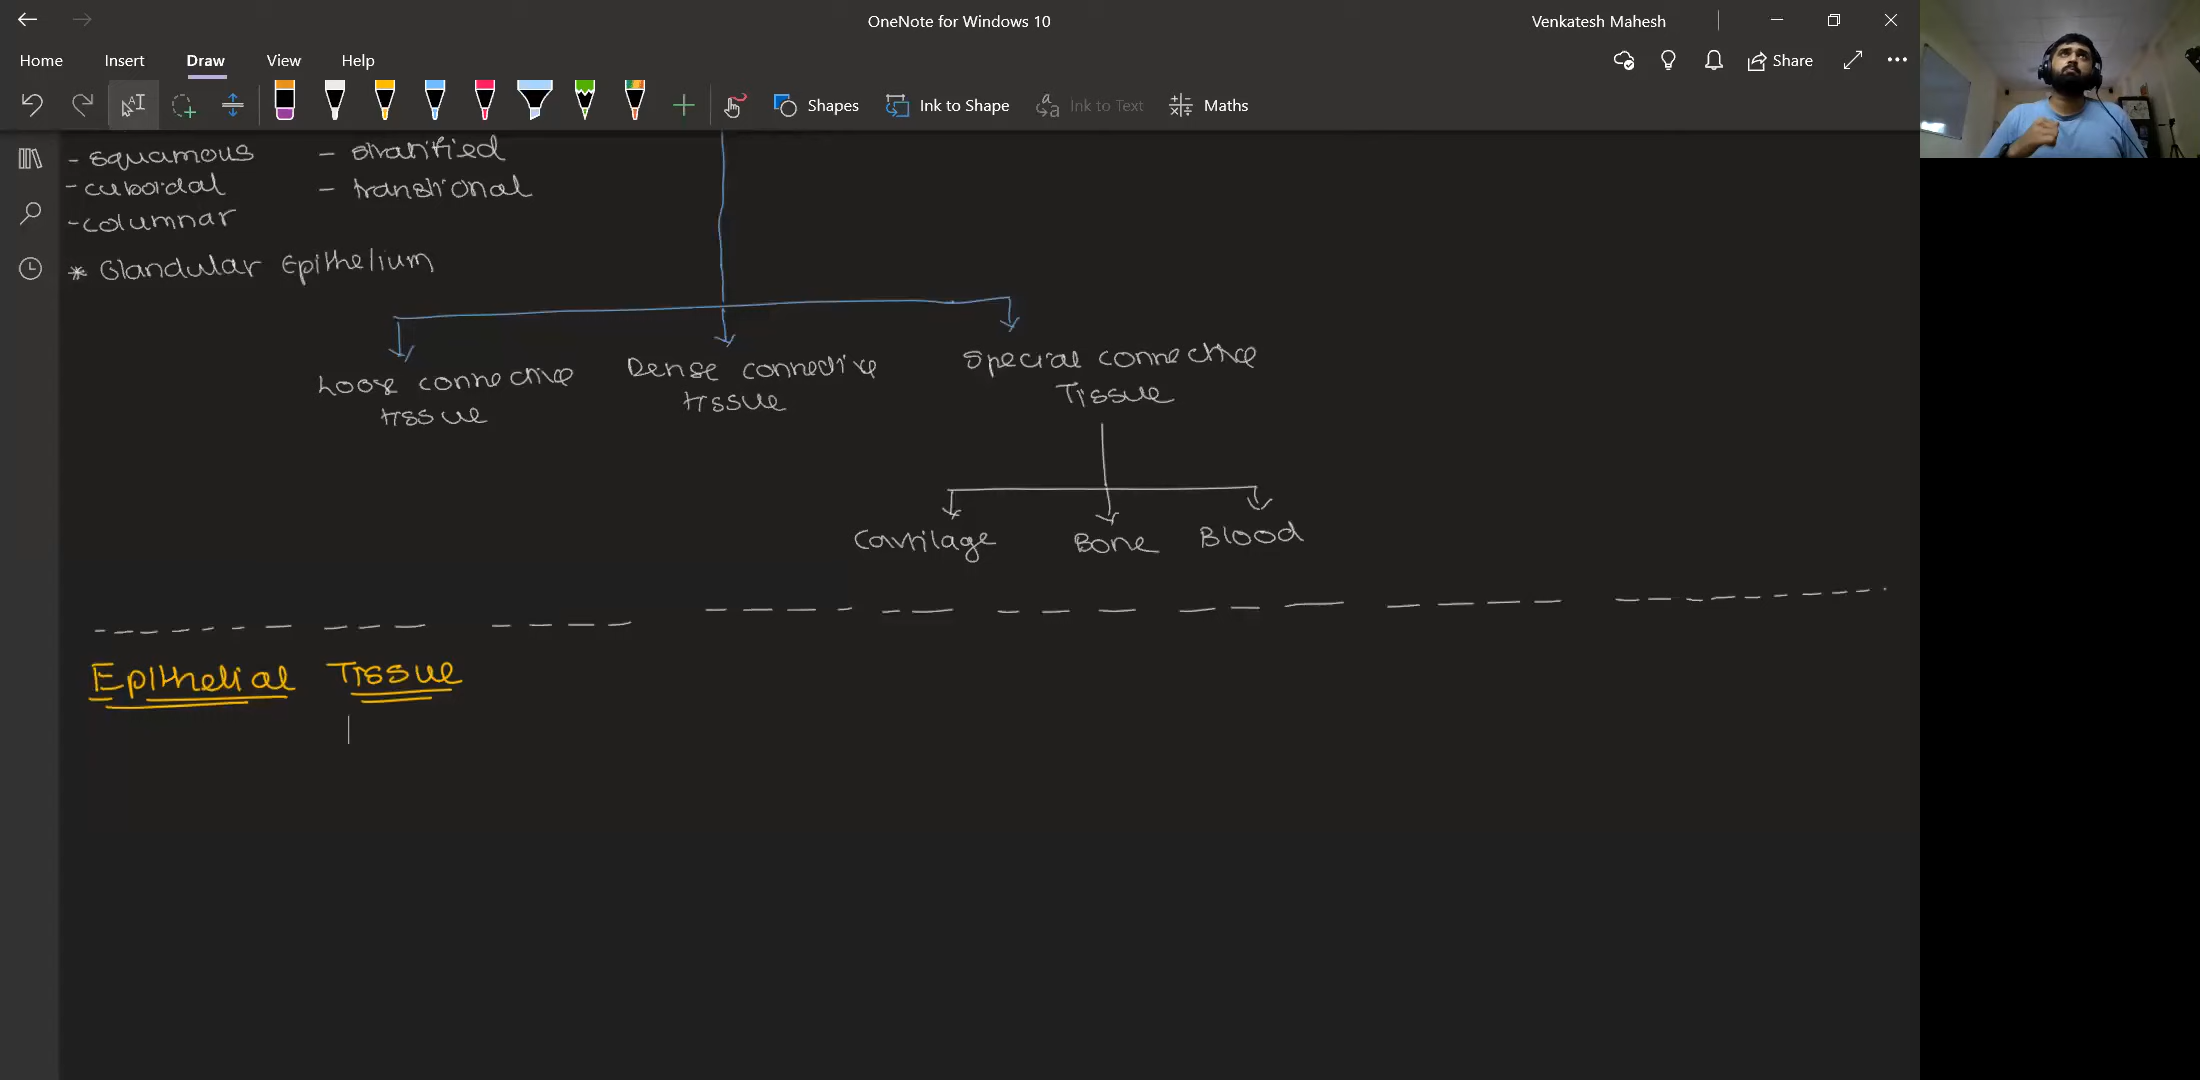 OneNote for Windows 10
Venkatesh Mahesh
Home Insert Draw View Help
Share
Shapes Ink to Shape Ink to Text Maths
- squamous - stratified
- cuboidal - transitional
- columnar
* Glandular Epithelium
Loose connective tissue
Dense connective tissue
Special connective Tissue
Cartilage Bone Blood
Epithelial Tissue